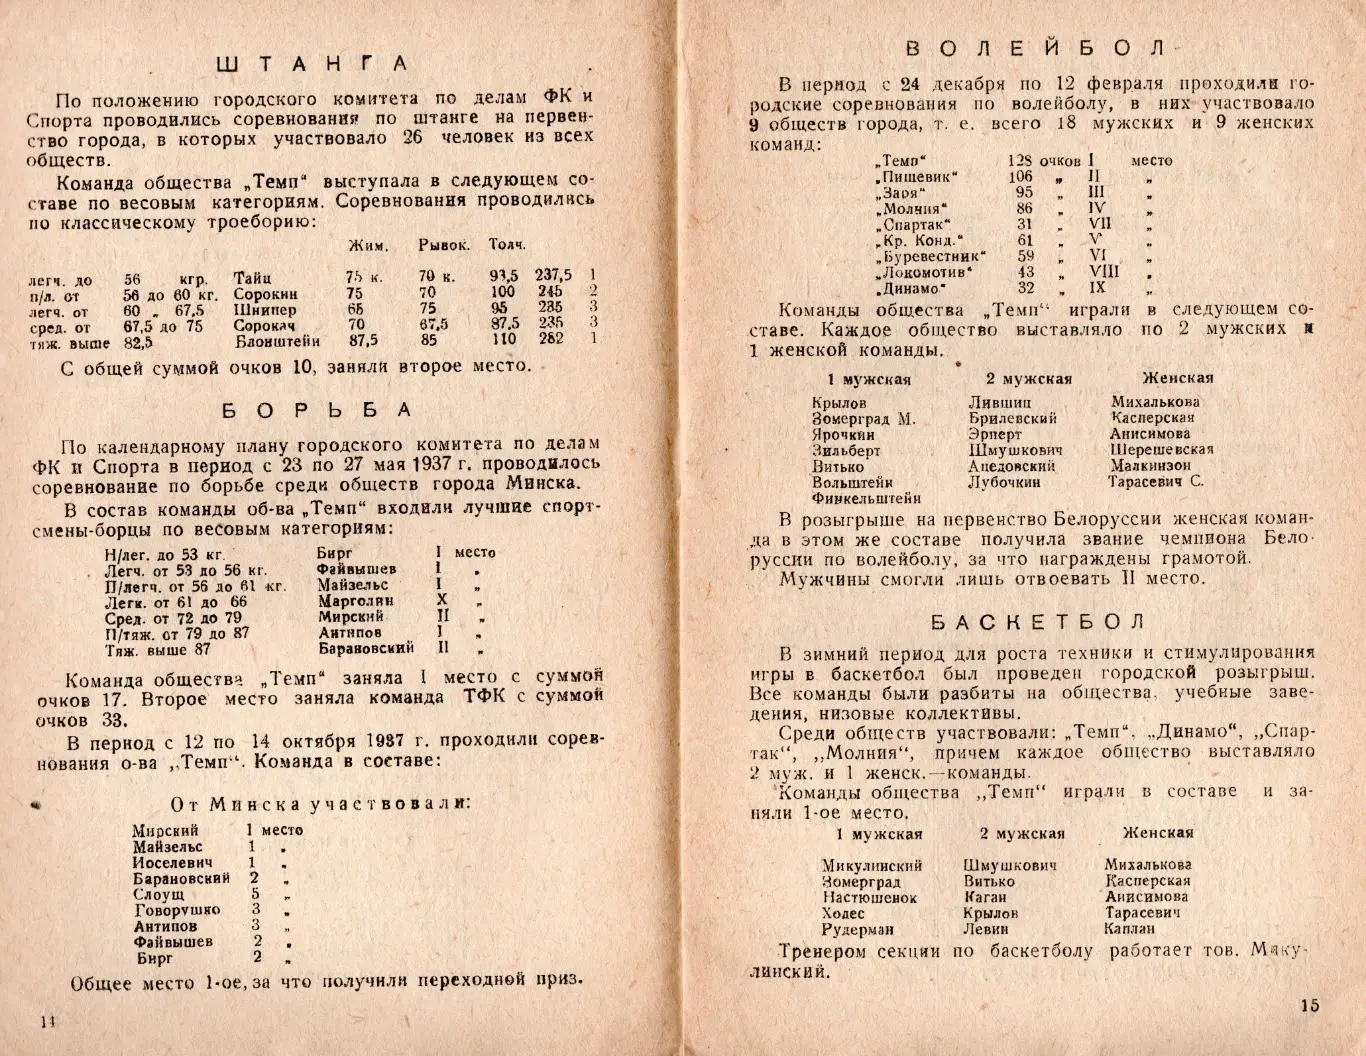 ШТАНГА
По положению городского комитета по делам ФК и
Спорта проводились соревнования по штанге на первен-
ство города, в которых участвовало 26 человек из всех
обществ.
Команда общества „Темп“ выступала в следующем со-
ставе по весовым категориям. Соревнования проводились
по классическому троеборию:
Жим. Рывок. Толч.
легч. до 56 кгр. Тайц 75 к. 70 к. 93,5 237,5 1
п/л. от 56 до 60 кг. Сорокин 75 70 100 245 2
легч. от 60 „ 67,5 Шнипер 65 75 95 235 3
сред. от 67,5 до 75 Сорокач 70 67,5 87,5 235 3
тяж. выше 82,5 Блонштейн 87,5 85 110 282 1
С общей суммой очков 10, заняли второе место.
БОРЬБА
По календарному плану городского комитета по делам
ФК и Спорта в период с 23 по 27 мая 1937 г. проводилось
соревнование по борьбе среди обществ города Минска.
В состав команды об-ва „Темп“ входили лучшие спорт-
смены-борцы по весовым категориям:
Н/лег. до 53 кг. Бирг I место
Легч. от 53 до 56 кг. Файвышев I „
П/легч. от 56 до 61 кг. Майзельс I „
Легк. от 61 до 66 Марголин X „
Сред. от 72 до 79 Мирский II „
П/тяж. от 79 до 87 Антипов I „
Тяж. выше 87 Барановский II „
Команда общества „Темп“ заняла I место с суммой
очков 17. Второе место заняла команда ТФК с суммой
очков 33.
В период с 12 по 14 октября 1937 г. проходили сорев-
нования о-ва „Темп“. Команда в составе:
От Минска участвовали:
Мирский 1 место
Майзельс 1 „
Иоселевич 1 „
Барановский 2 „
Слоущ 5 „
Говорушко 3 „
Антипов 3 „
Файвышев 2 „
Бирг 2 „
Общее место 1-ое, за что получили переходной приз.
14
ВОЛЕЙБОЛ
В период с 24 декабря по 12 февраля проходили го-
родские соревнования по волейболу, в них участвовало
9 обществ города, т. е. всего 18 мужских и 9 женских
команд:
„Темп“ 128 очков I место
„Пищевик“ 106 „ II „
„Заря“ 95 „ III „
„Молния“ 86 „ IV „
„Спартак“ 31 „ VII „
„Кр. Конд.“ 61 „ V „
„Буревестник“ 59 „ VI „
„Локомотив“ 43 „ VIII „
„Динамо“ 32 „ IX „
Команды общества „Темп“ играли в следующем со-
ставе. Каждое общество выставляло по 2 мужских и
1 женской команды.
1 мужская 2 мужская Женская
Крылов Лившиц Михалькова
Зомерград М. Брилевский Касперская
Ярочкин Эрперт Анисимова
Зильберт Шмушкович Шерешевская
Витько Ацедовский Малкинзон
Вольштейн Лубочкин Тарасевич С.
Финкельштейн
В розыгрыше на первенство Белоруссии женская коман-
да в этом же составе получила звание чемпиона Бело-
руссии по волейболу, за что награждены грамотой.
Мужчины смогли лишь отвоевать II место.
БАСКЕТБОЛ
В зимний период для роста техники и стимулирования
игры в баскетбол был проведен городской розыгрыш.
Все команды были разбиты на общества, учебные заве-
дения, низовые коллективы.
Среди обществ участвовали: „Темп“, „Динамо“, „Спар-
так“, „Молния“, причем каждое общество выставляло
2 муж. и 1 женск.—команды.
Команды общества „Темп“ играли в составе и за-
няли 1-ое место.
1 мужская 2 мужская Женская
Микулинский Шмушкович Михалькова
Зомерград Витько Касперская
Настюшенок Каган Анисимова
Ходес Крылов Тарасевич
Рудерман Левин Каплан
Тренером секции по баскетболу работает тов. Мику-
линский.
15